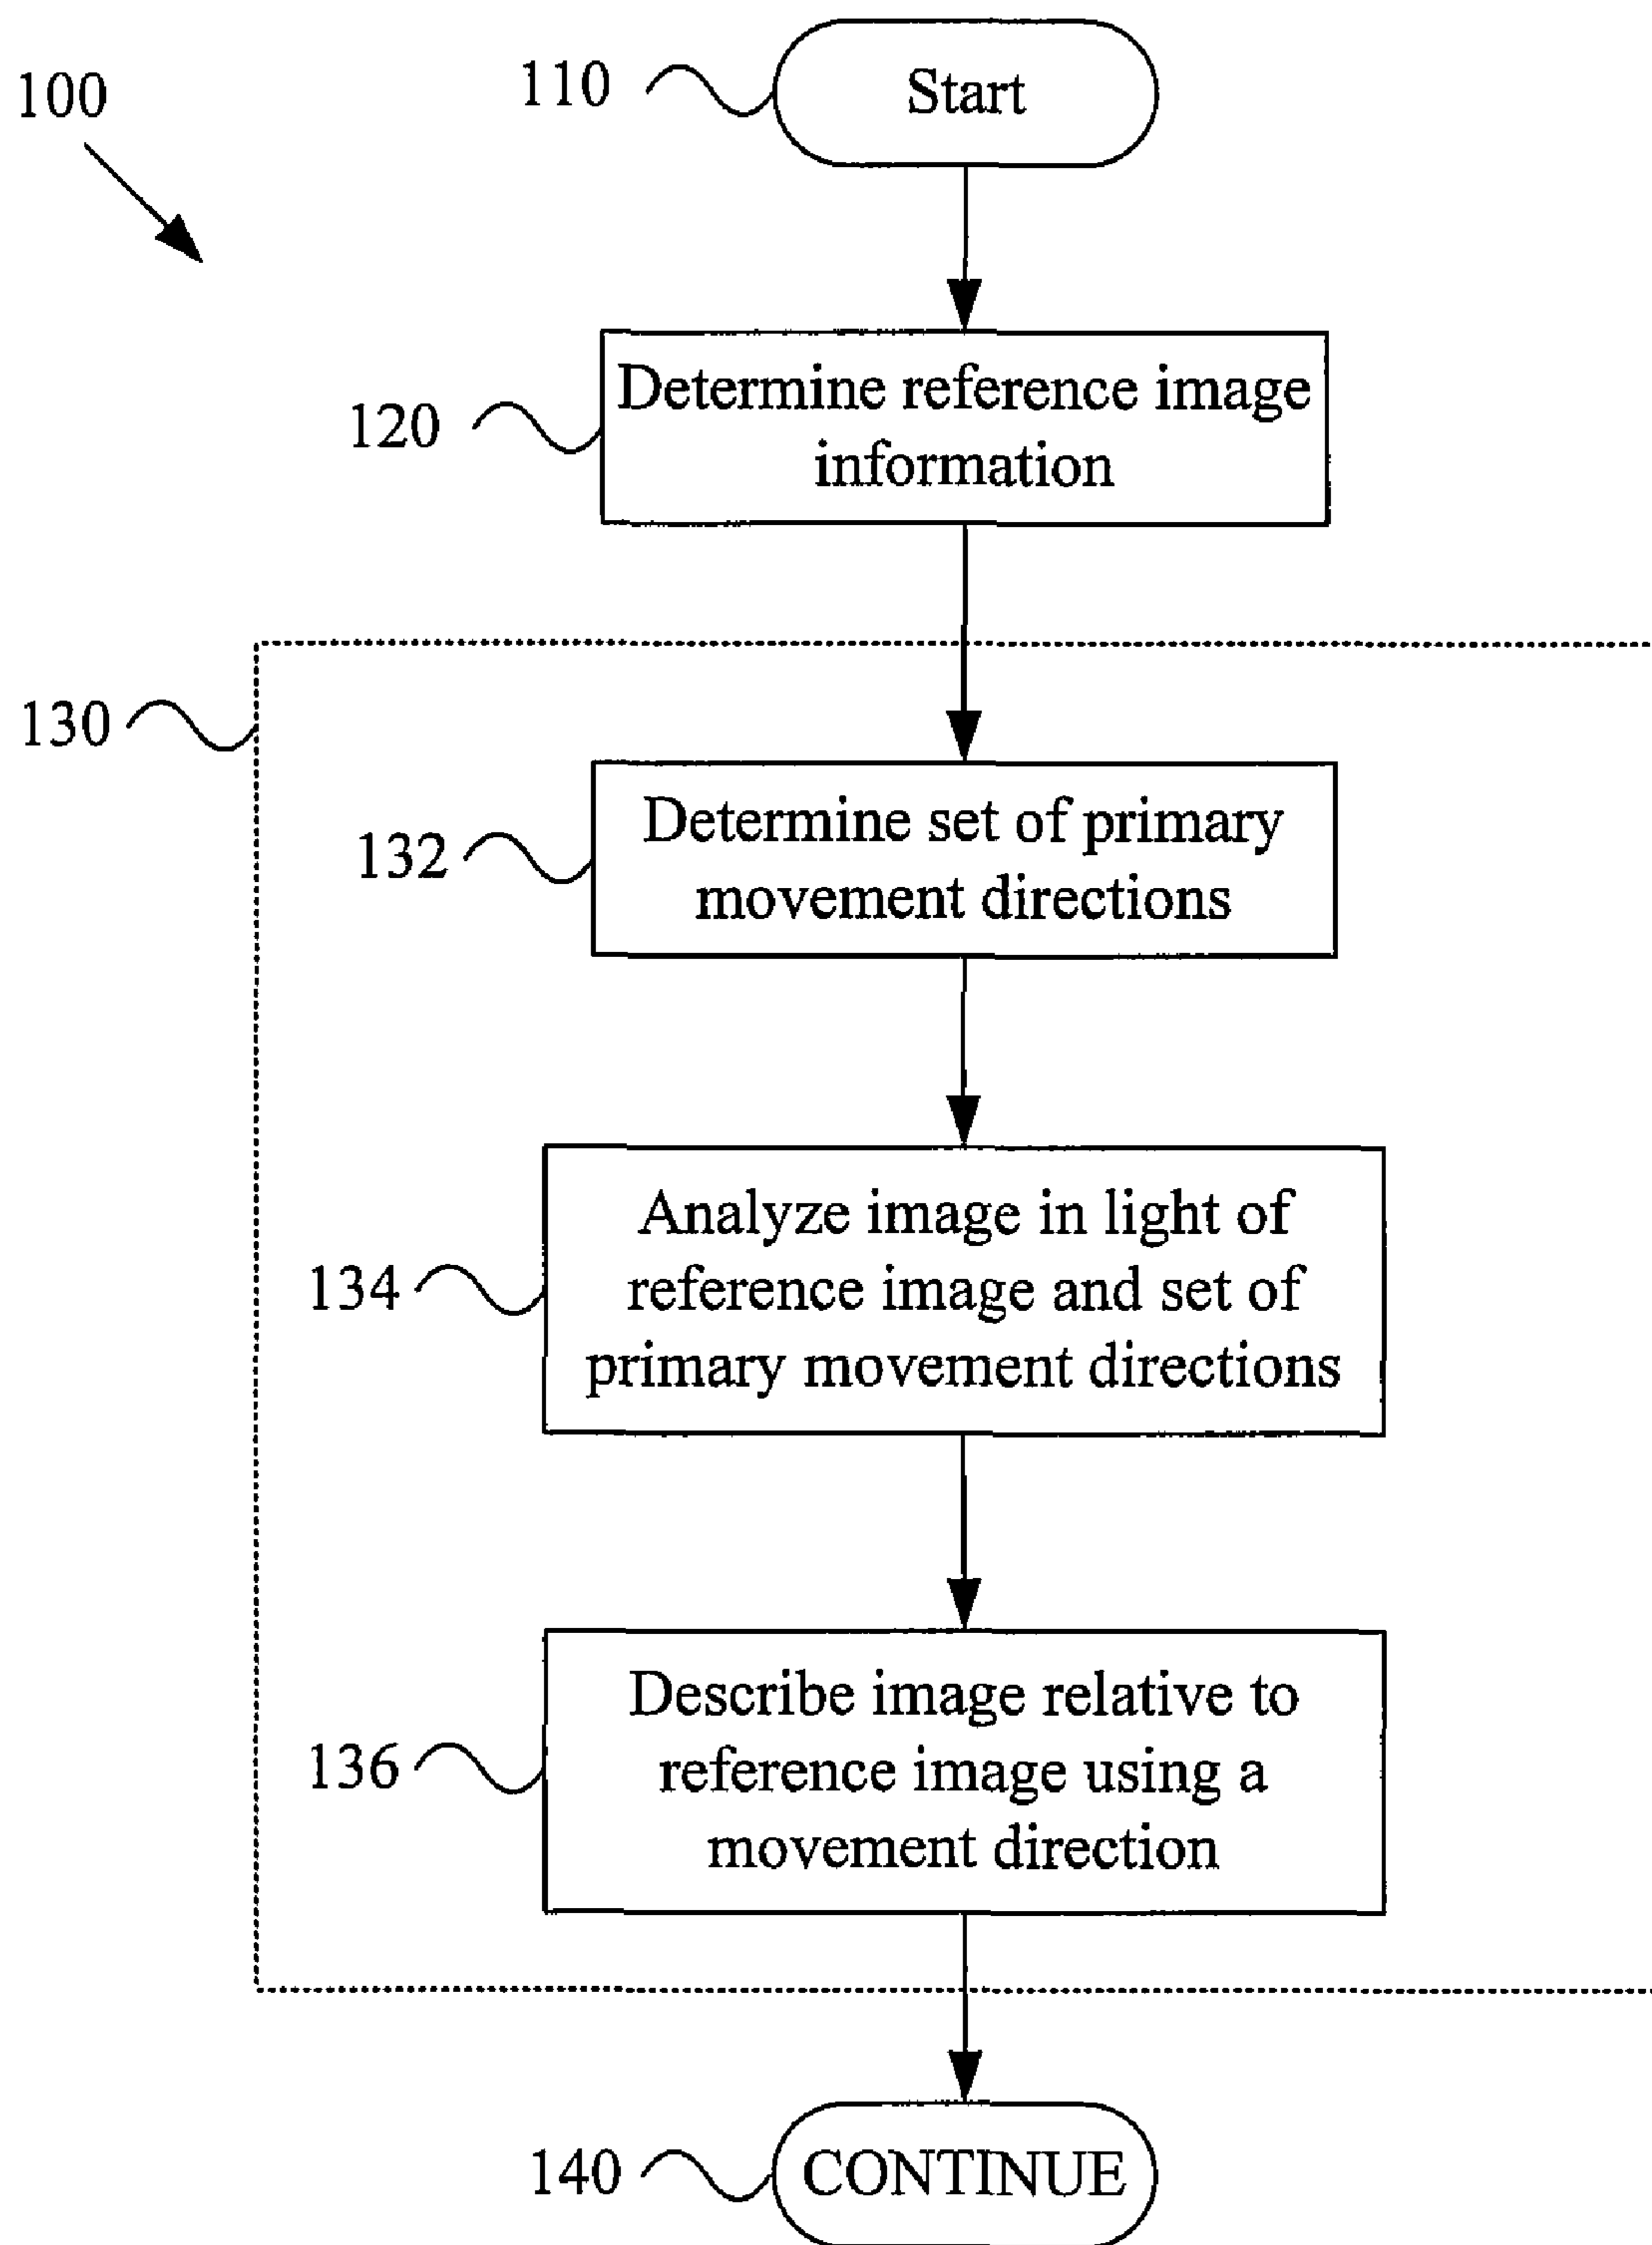 100
110
Start
120
Determine reference image
information
130
132
Determine set of primary
movement directions
134
Analyze image in light of
reference image and set of
primary movement directions
136
Describe image relative to
reference image using a
movement direction
140
CONTINUE